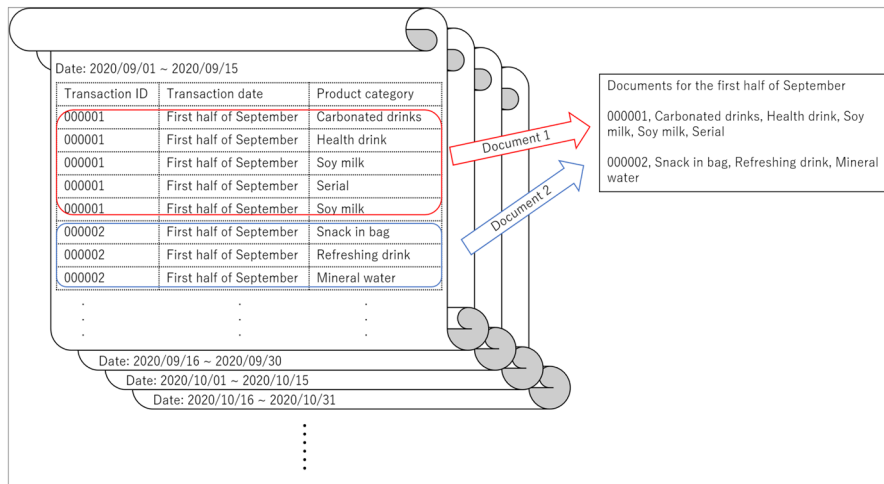 Date: 2020/09/01 ~ 2020/09/15
Transaction ID Transaction date Product category
000001 First half of September Carbonated drinks
000001 First half of September Health drink
000001 First half of September Soy milk
000001 First half of September Serial
000001 First half of September Soy milk
000002 First half of September Snack in bag
000002 First half of September Refreshing drink
000002 First half of September Mineral water
Date: 2020/09/16 ~ 2020/09/30
Date: 2020/10/01 ~ 2020/10/15
Date: 2020/10/16 ~ 2020/10/31
Document 1
Document 2
Documents for the first half of September
000001, Carbonated drinks, Health drink, Soy
milk, Soy milk, Serial
000002, Snack in bag, Refreshing drink, Mineral
water